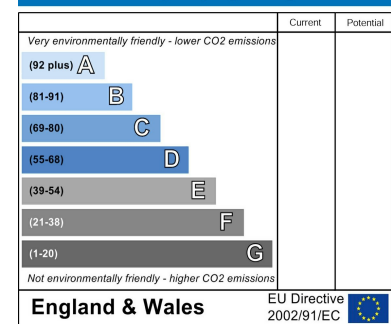 Current Potential
Very environmentally friendly - lower CO2 emissions
(92 plus) A
(81-91) B
(69-80) C
(55-68) D
(39-54) E
(21-38) F
(1-20) G
Not environmentally friendly - higher CO2 emissions
England & Wales
EU Directive
2002/91/EC